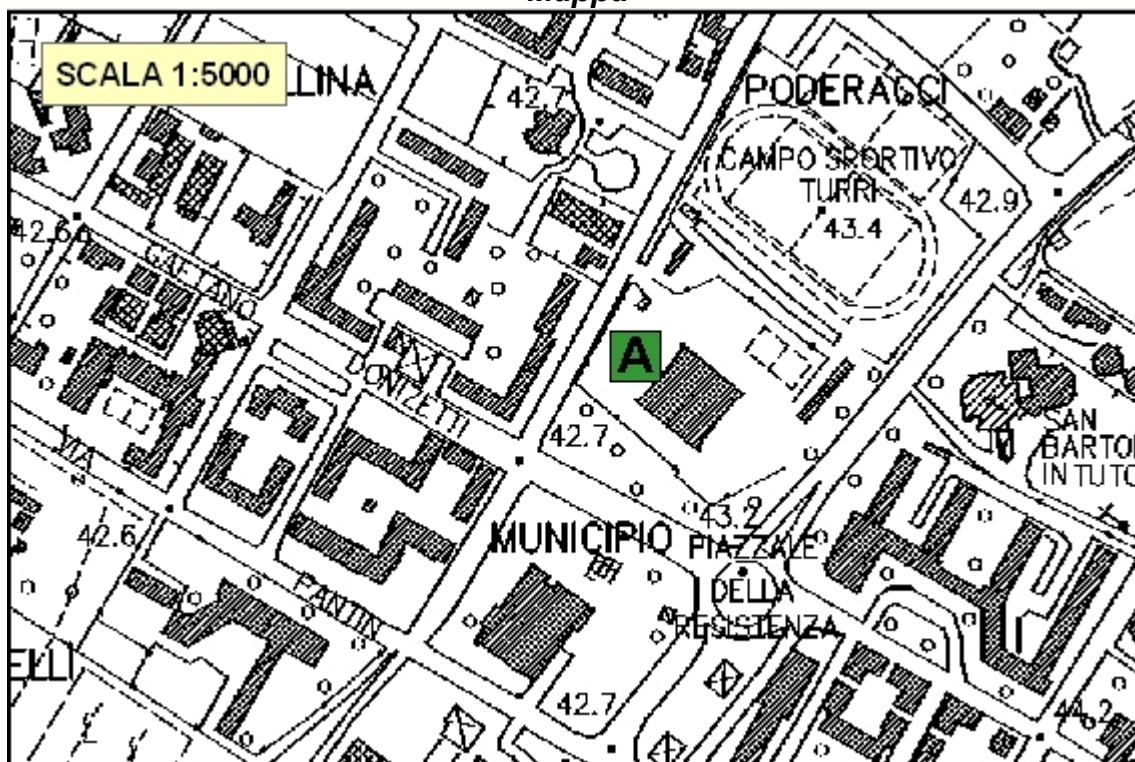 Mappa
SCALA 1:5000
LLINA
42.7
PODERACCI
CAMPO SPORTIVO
TURRI
43.4
42.9
42.6
GAETANO
DONIZETTI
A
42.7
SAN
BARTOL
IN TUTO
VIA
42.6
MUNICIPIO
43.2
PIAZZALE
DELLA
RESISTENZA
PANTIN
ELLI
42.7
44.2